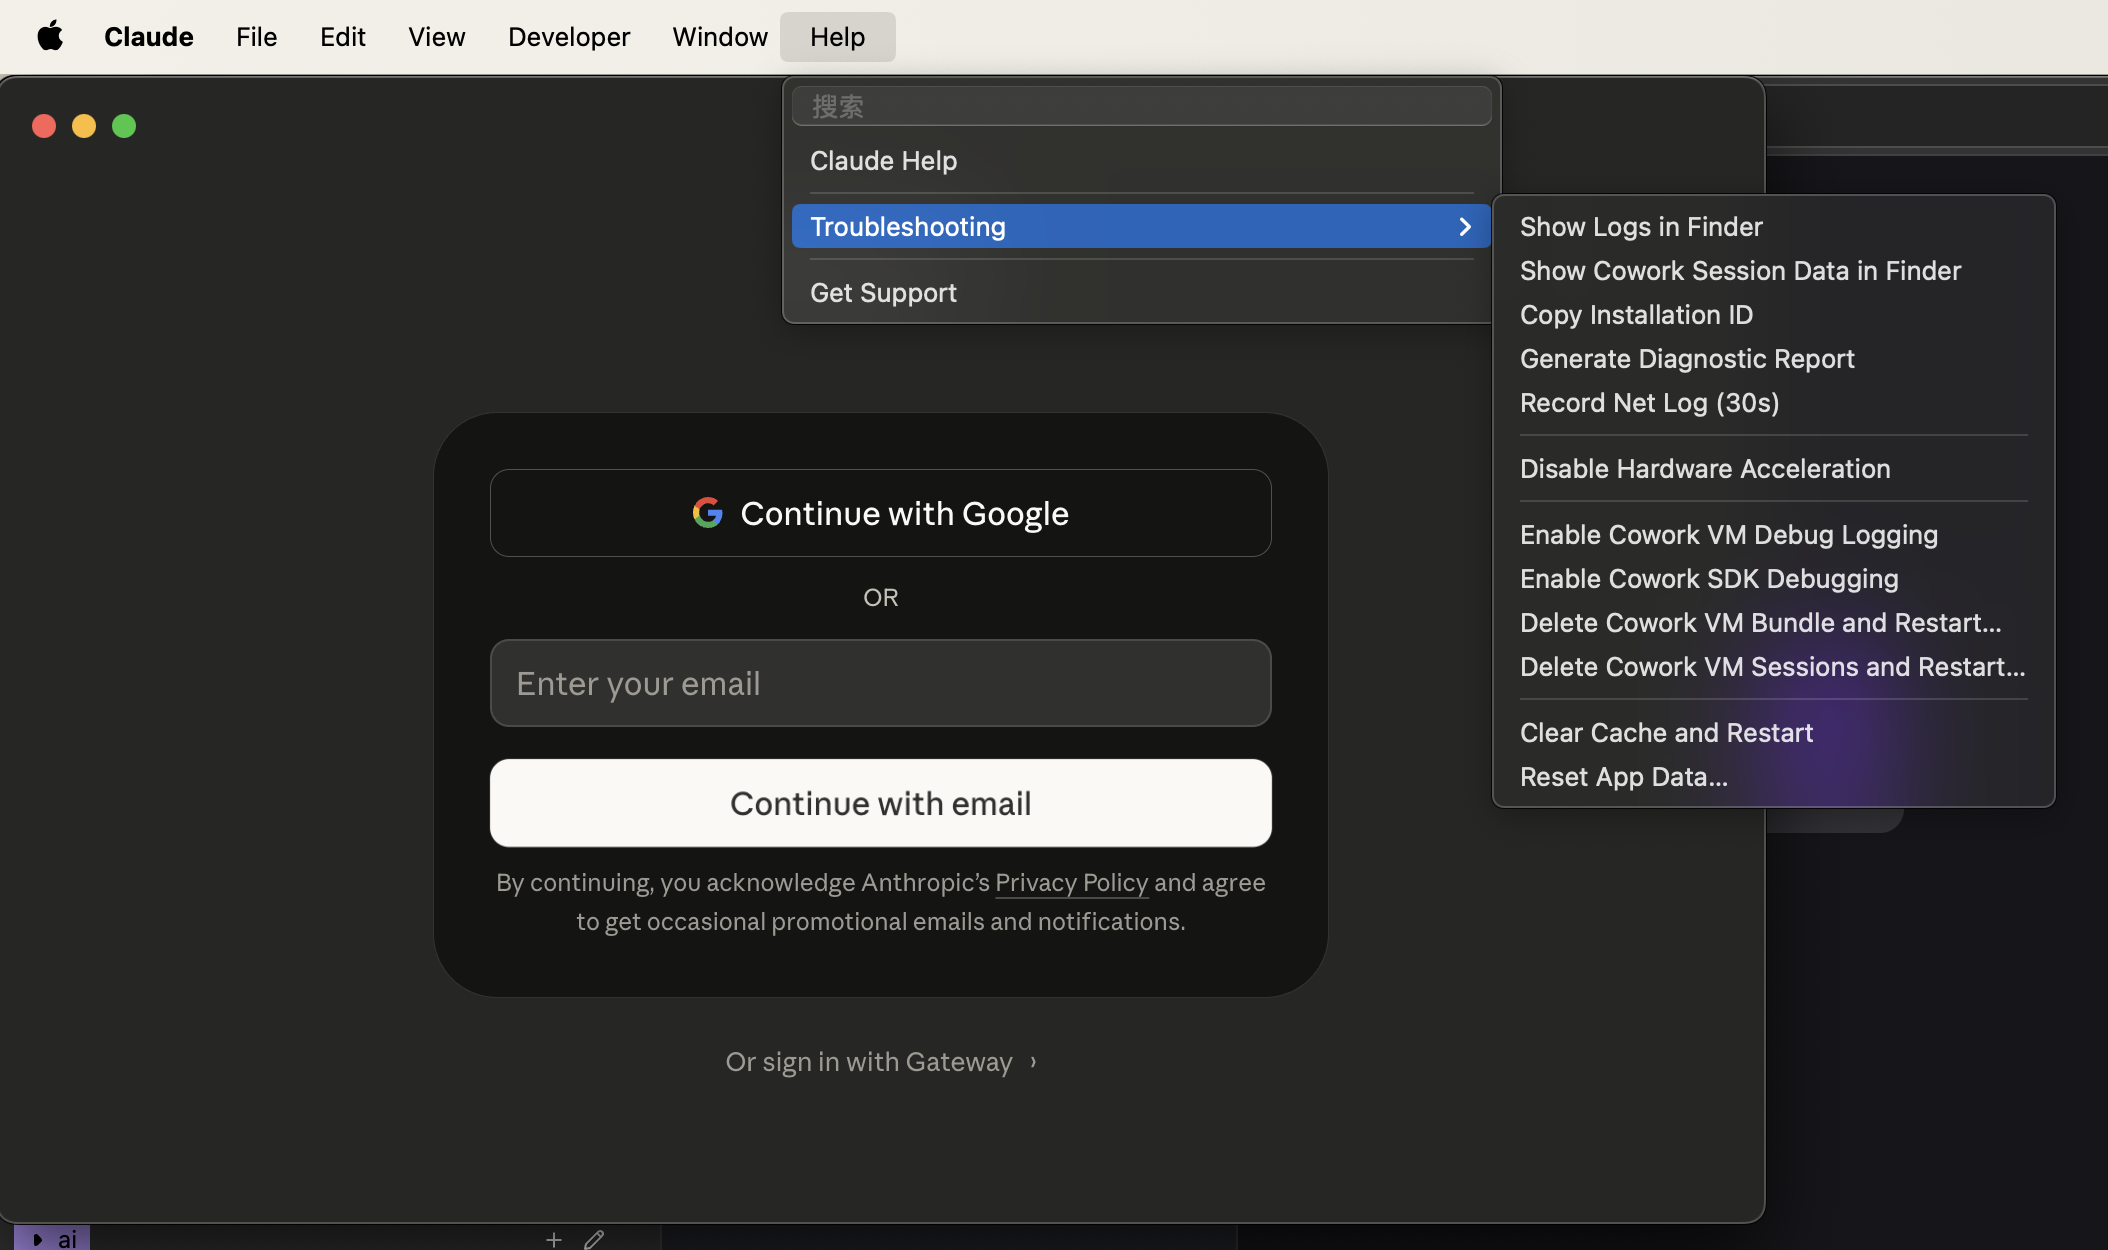 Claude File Edit View Developer Window Help
搜索
Claude Help
Troubleshooting
Get Support
Show Logs in Finder
Show Cowork Session Data in Finder
Copy Installation ID
Generate Diagnostic Report
Record Net Log (30s)
Disable Hardware Acceleration
Enable Cowork VM Debug Logging
Enable Cowork SDK Debugging
Delete Cowork VM Bundle and Restart...
Delete Cowork VM Sessions and Restart...
Clear Cache and Restart
Reset App Data...
Continue with Google
OR
Enter your email
Continue with email
By continuing, you acknowledge Anthropic’s Privacy Policy and agree
to get occasional promotional emails and notifications.
Or sign in with Gateway
ai